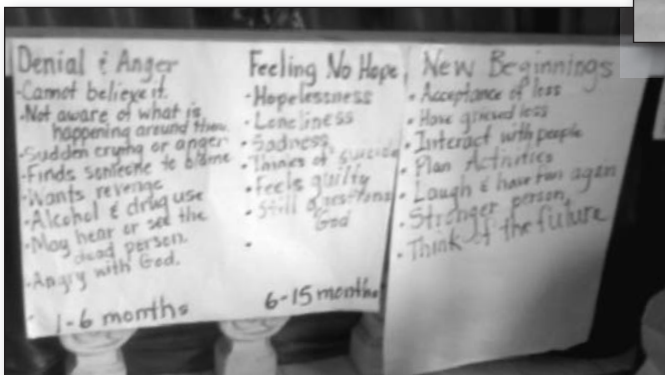 Denial & Anger
-Cannot believe it.
-Not aware of what is
happening around them.
-Sudden crying or anger
-Finds someone to blame
-Wants revenge
-Alcohol & drug use
-May hear or see the
dead person.
-Angry with God.
- 1-6 months
Feeling No Hope
•Hopelessness
•Loneliness
•Sadness
•Thinks of suicide
•Feels guilty
•Still questions
God
•
6-15 months
New Beginnings
• Acceptance of loss
• Have grieved loss
• Interact with people
• Plan Activities
• Laugh & have fun again
• Stronger person,
• Think of the future